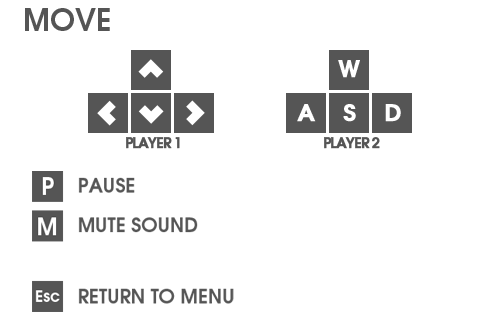 MOVE
W
A S D
PLAYER 1 PLAYER 2
P PAUSE
M MUTE SOUND
Esc RETURN TO MENU